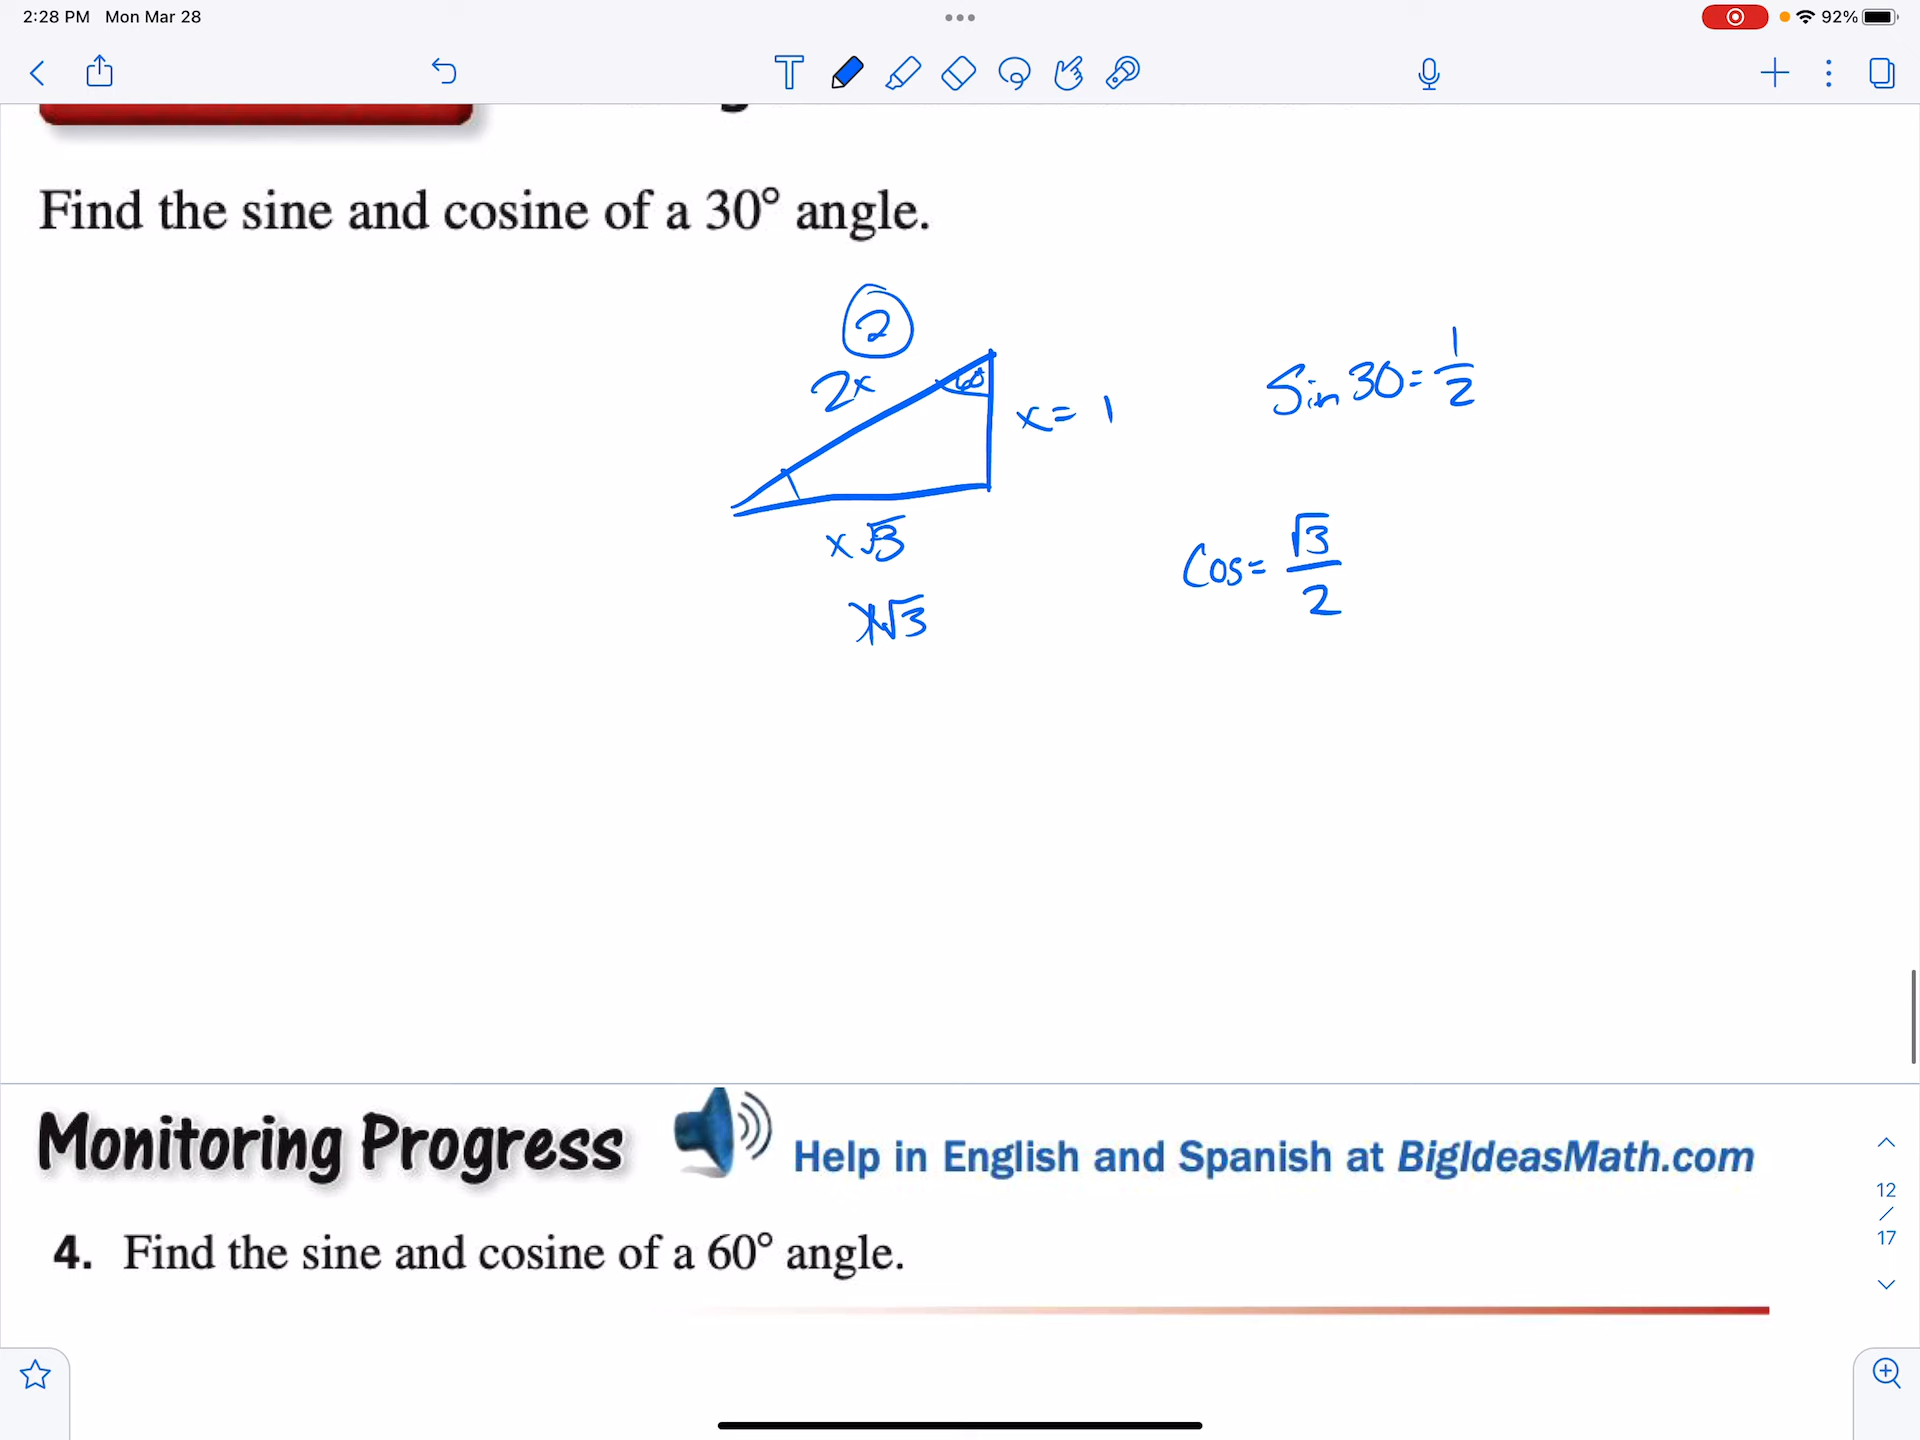 2:28 PM Mon Mar 28
92%
Find the sine and cosine of a 30° angle.
2
2x
60°
x = 1
x√3
x√3
Sin 30 = 1/2
Cos = √3/2
Monitoring Progress
Help in English and Spanish at BigIdeasMath.com
4. Find the sine and cosine of a 60° angle.
12
/
17